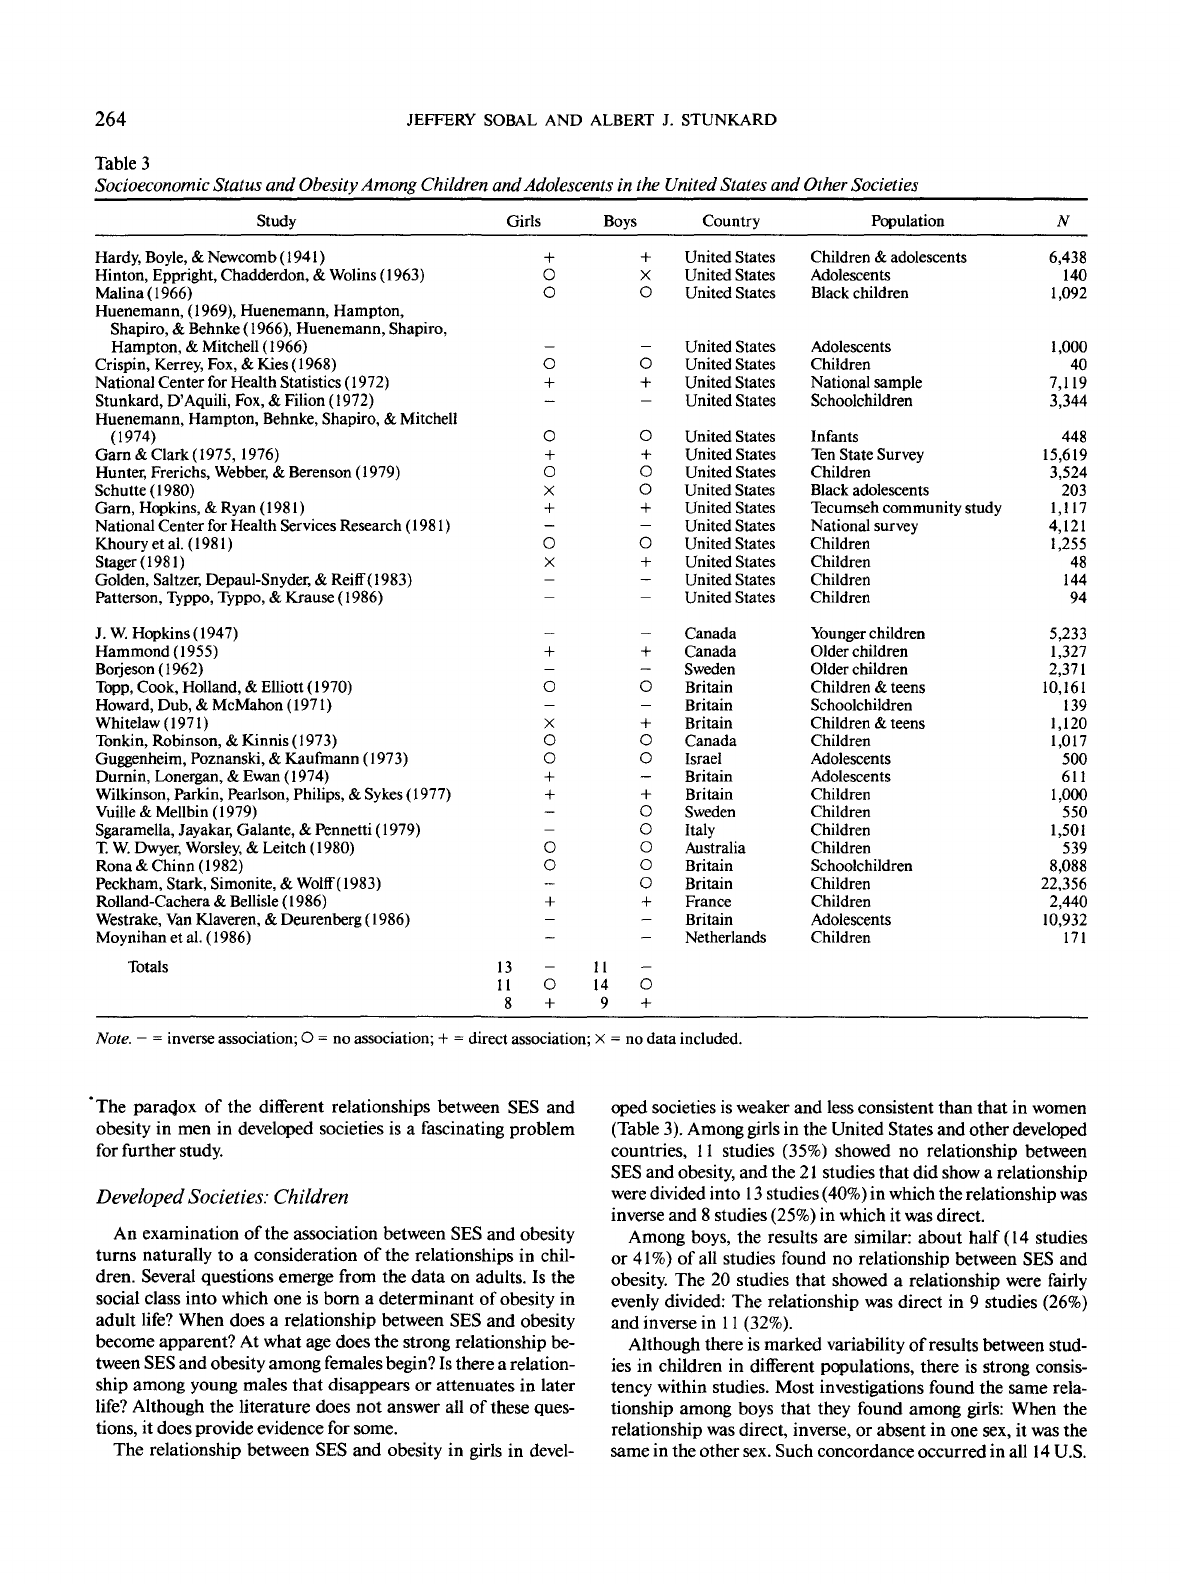 264 JEFFERY SOBAL AND ALBERT J. STUNKARD
Table 3
Socioeconomic Status and Obesity Among Children and Adolescents in the United States and Other Societies
Study Girls Boys Country Population N
Hardy, Boyle, & Newcomb (1941) + + United States Children & adolescents 6,438
Hinton, Eppright, Chadderdon, & Wolins (1963) O × United States Adolescents 140
Malina (1966) O O United States Black children 1,092
Huenemann, (1969), Huenemann, Hampton,
Shapiro, & Behnke (1966), Huenemann, Shapiro,
Hampton, & Mitchell (1966) − − United States Adolescents 1,000
Crispin, Kerrey, Fox, & Kies (1968) O O United States Children 40
National Center for Health Statistics (1972) + + United States National sample 7,119
Stunkard, D'Aquili, Fox, & Filion (1972) − − United States Schoolchildren 3,344
Huenemann, Hampton, Behnke, Shapiro, & Mitchell
(1974) O O United States Infants 448
Garn & Clark (1975, 1976) + + United States Ten State Survey 15,619
Hunter, Frerichs, Webber, & Berenson (1979) O O United States Children 3,524
Schutte (1980) × O United States Black adolescents 203
Garn, Hopkins, & Ryan (1981) + + United States Tecumseh community study 1,117
National Center for Health Services Research (1981) − − United States National survey 4,121
Khoury et al. (1981) O O United States Children 1,255
Stager (1981) × + United States Children 48
Golden, Saltzer, Depaul-Snyder, & Reiff (1983) − − United States Children 144
Patterson, Typpo, Typpo, & Krause (1986) − − United States Children 94
J. W. Hopkins (1947) − − Canada Younger children 5,233
Hammond (1955) + + Canada Older children 1,327
Borjeson (1962) − − Sweden Older children 2,371
Topp, Cook, Holland, & Elliott (1970) O O Britain Children & teens 10,161
Howard, Dub, & McMahon (1971) − − Britain Schoolchildren 139
Whitelaw (1971) × + Britain Children & teens 1,120
Tonkin, Robinson, & Kinnis (1973) O O Canada Children 1,017
Guggenheim, Poznanski, & Kaufmann (1973) O O Israel Adolescents 500
Durnin, Lonergan, & Ewan (1974) + − Britain Adolescents 611
Wilkinson, Parkin, Pearlson, Philips, & Sykes (1977) + + Britain Children 1,000
Vuille & Mellbin (1979) − O Sweden Children 550
Sgaramella, Jayakar, Galante, & Pennetti (1979) − O Italy Children 1,501
T. W. Dwyer, Worsley, & Leitch (1980) O O Australia Children 539
Rona & Chinn (1982) O O Britain Schoolchildren 8,088
Peckham, Stark, Simonite, & Wolff (1983) − O Britain Children 22,356
Rolland-Cachera & Bellisle (1986) + + France Children 2,440
Westrake, Van Klaveren, & Deurenberg (1986) − − Britain Adolescents 10,932
Moynihan et al. (1986) − − Netherlands Children 171
Totals 13 − 11 −
11 O 14 O
8 + 9 +
Note. − = inverse association; O = no association; + = direct association; × = no data included.
The paradox of the different relationships between SES and
obesity in men in developed societies is a fascinating problem
for further study.
Developed Societies: Children
An examination of the association between SES and obesity
turns naturally to a consideration of the relationships in chil-
dren. Several questions emerge from the data on adults. Is the
social class into which one is born a determinant of obesity in
adult life? When does a relationship between SES and obesity
become apparent? At what age does the strong relationship be-
tween SES and obesity among females begin? Is there a relation-
ship among young males that disappears or attenuates in later
life? Although the literature does not answer all of these ques-
tions, it does provide evidence for some.
The relationship between SES and obesity in girls in devel-
oped societies is weaker and less consistent than that in women
(Table 3). Among girls in the United States and other developed
countries, 11 studies (35%) showed no relationship between
SES and obesity, and the 21 studies that did show a relationship
were divided into 13 studies (40%) in which the relationship was
inverse and 8 studies (25%) in which it was direct.
Among boys, the results are similar: about half (14 studies
or 41%) of all studies found no relationship between SES and
obesity. The 20 studies that showed a relationship were fairly
evenly divided: The relationship was direct in 9 studies (26%)
and inverse in 11 (32%).
Although there is marked variability of results between stud-
ies in children in different populations, there is strong consis-
tency within studies. Most investigations found the same rela-
tionship among boys that they found among girls: When the
relationship was direct, inverse, or absent in one sex, it was the
same in the other sex. Such concordance occurred in all 14 U.S.